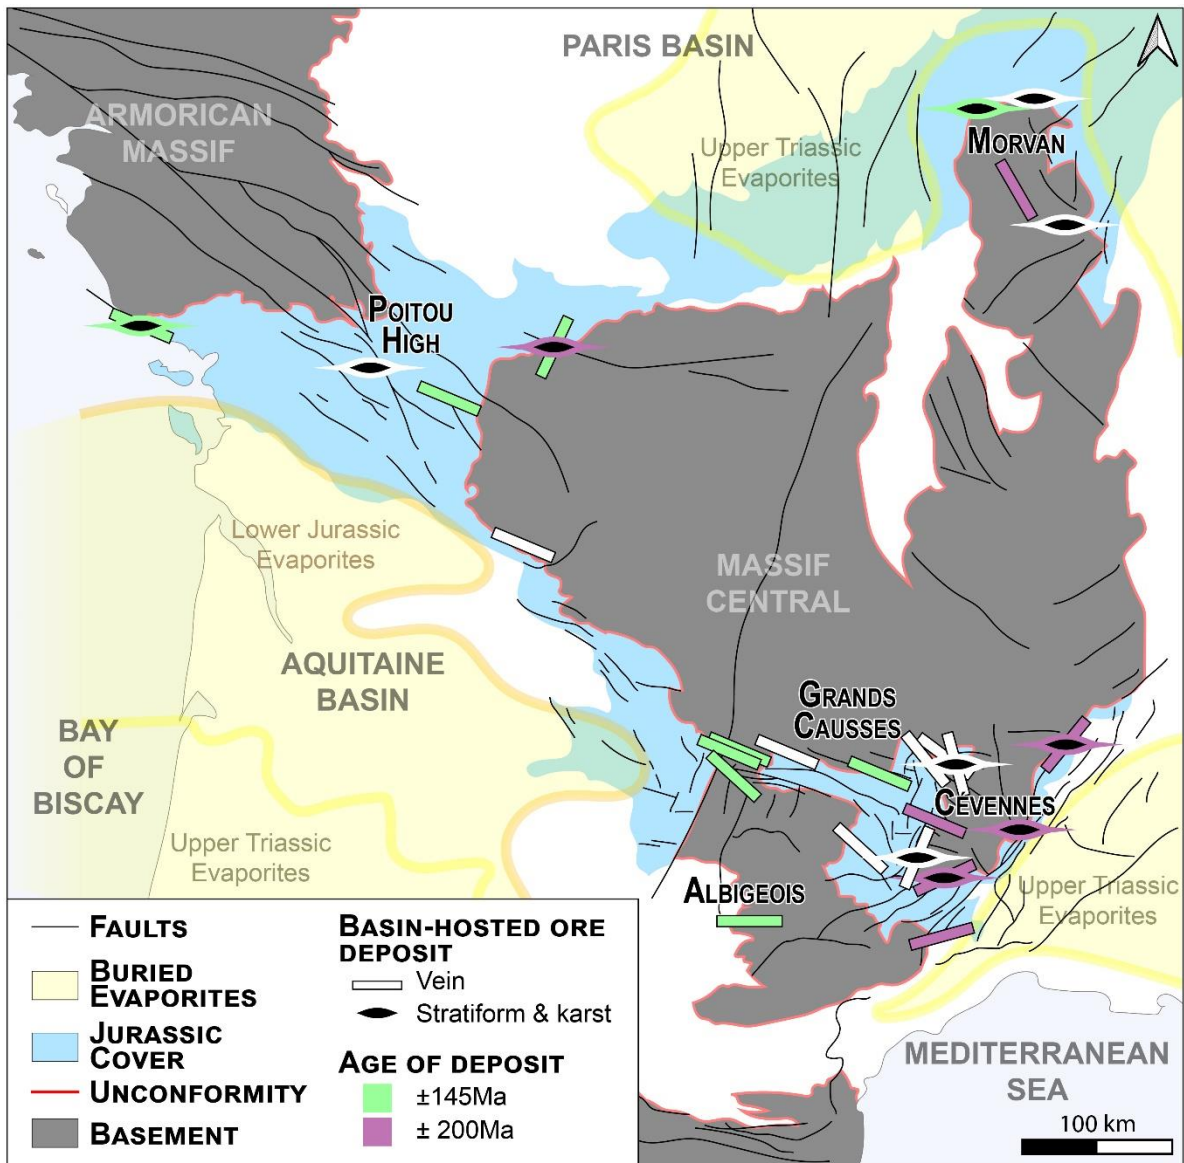 PARIS BASIN
ARMORICAN
MASSIF
Upper Triassic
Evaporites
MORVAN
POITOU
HIGH
Lower Jurassic
Evaporites
MASSIF
CENTRAL
AQUITAINE
BASIN
GRANDS
CAUSSES
BAY
OF
BISCAY
CÉVENNES
Upper Triassic
Evaporites
ALBIGEOIS
Upper Triassic
Evaporites
FAULTS
BURIED
EVAPORITES
JURASSIC
COVER
UNCONFORMITY
BASEMENT
BASIN-HOSTED ORE
DEPOSIT
Vein
Stratiform & karst
AGE OF DEPOSIT
±145Ma
± 200Ma
MEDITERRANEAN
SEA
100 km